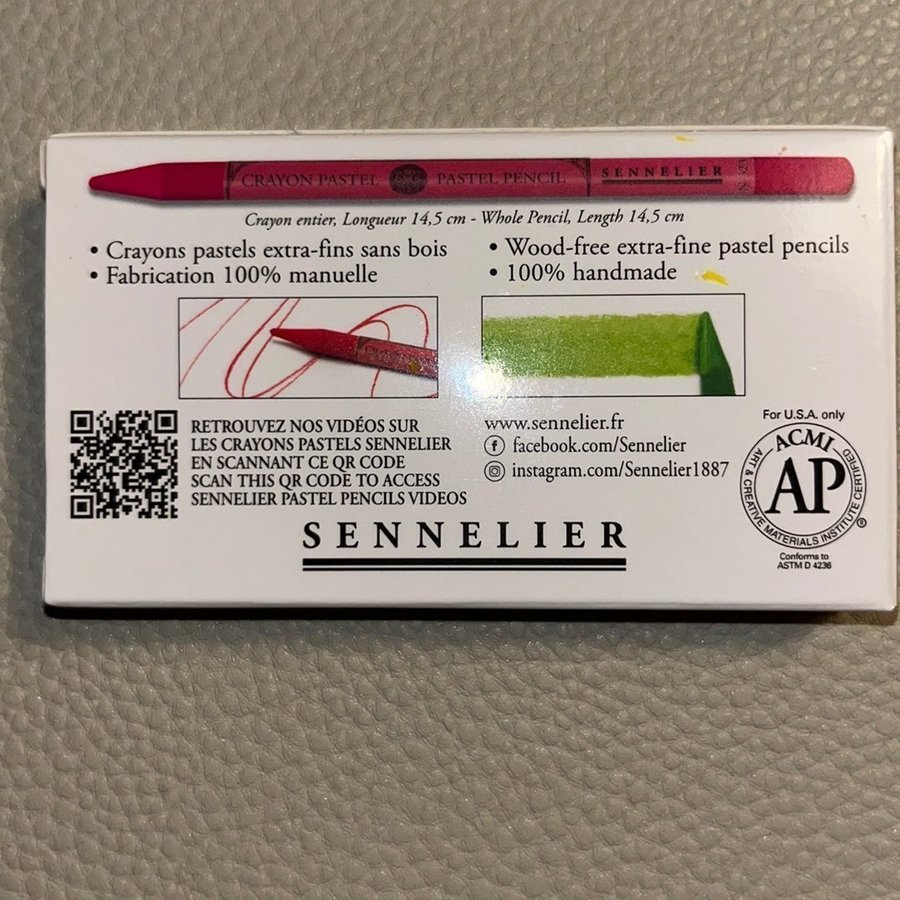 CRAYON PASTEL PASTEL PENCIL SENNELIER
Crayon entier, Longueur 14,5 cm - Whole Pencil, Length 14,5 cm
• Crayons pastels extra-fins sans bois
• Fabrication 100% manuelle
• Wood-free extra-fine pastel pencils
• 100% handmade
RETROUVEZ NOS VIDÉOS SUR
LES CRAYONS PASTELS SENNELIER
EN SCANNANT CE QR CODE
SCAN THIS QR CODE TO ACCESS
SENNELIER PASTEL PENCILS VIDEOS
www.sennelier.fr
facebook.com/Sennelier
instagram.com/Sennelier1887
For U.S.A. only
ACMI
AP
ART & CREATIVE MATERIALS INSTITUTE CERTIFIED
®
Conforms to
ASTM D 4236
SENNELIER